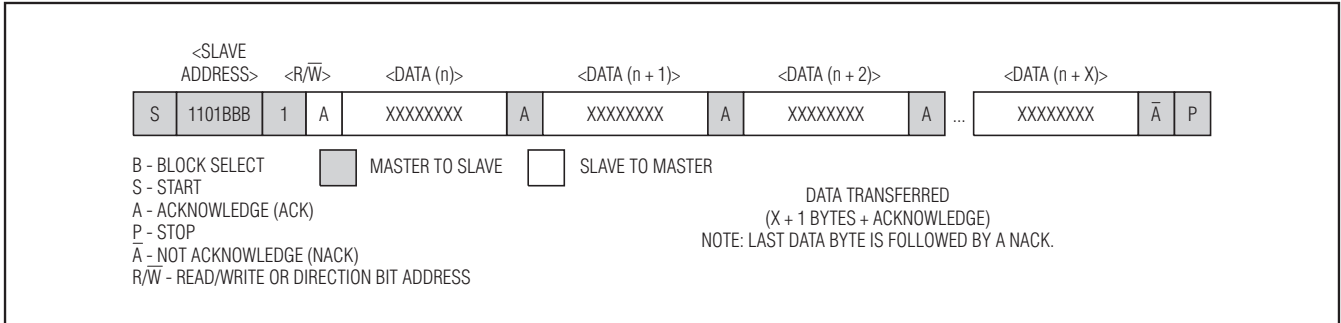 <SLAVE
ADDRESS> <R/W̅> <DATA (n)> <DATA (n + 1)> <DATA (n + 2)> <DATA (n + X)>
S 1101BBB 1 A XXXXXXXX A XXXXXXXX A XXXXXXXX A ... XXXXXXXX A̅ P
B - BLOCK SELECT MASTER TO SLAVE SLAVE TO MASTER
S - START
A - ACKNOWLEDGE (ACK)
P - STOP
A̅ - NOT ACKNOWLEDGE (NACK)
R/W̅ - READ/WRITE OR DIRECTION BIT ADDRESS
DATA TRANSFERRED
(X + 1 BYTES + ACKNOWLEDGE)
NOTE: LAST DATA BYTE IS FOLLOWED BY A NACK.